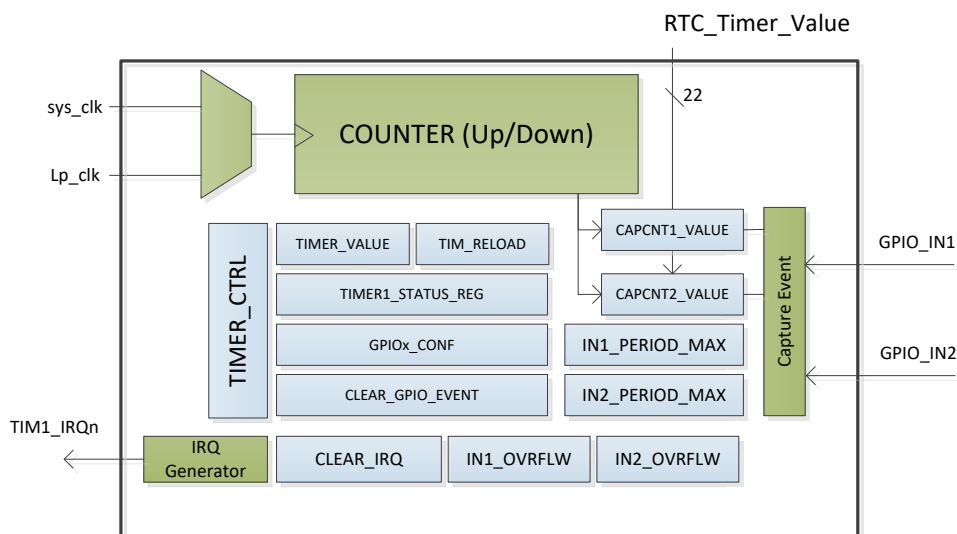 RTC_Timer_Value
22
sys_clk
COUNTER (Up/Down)
Lp_clk
CAPCNT1_VALUE
TIMER_VALUE
TIM_RELOAD
GPIO_IN1
TIMER_CTRL
TIMER1_STATUS_REG
CAPCNT2_VALUE
Capture Event
GPIOx_CONF
IN1_PERIOD_MAX
GPIO_IN2
CLEAR_GPIO_EVENT
IN2_PERIOD_MAX
TIM1_IRQn
IRQ
Generator
CLEAR_IRQ
IN1_OVRFLW
IN2_OVRFLW